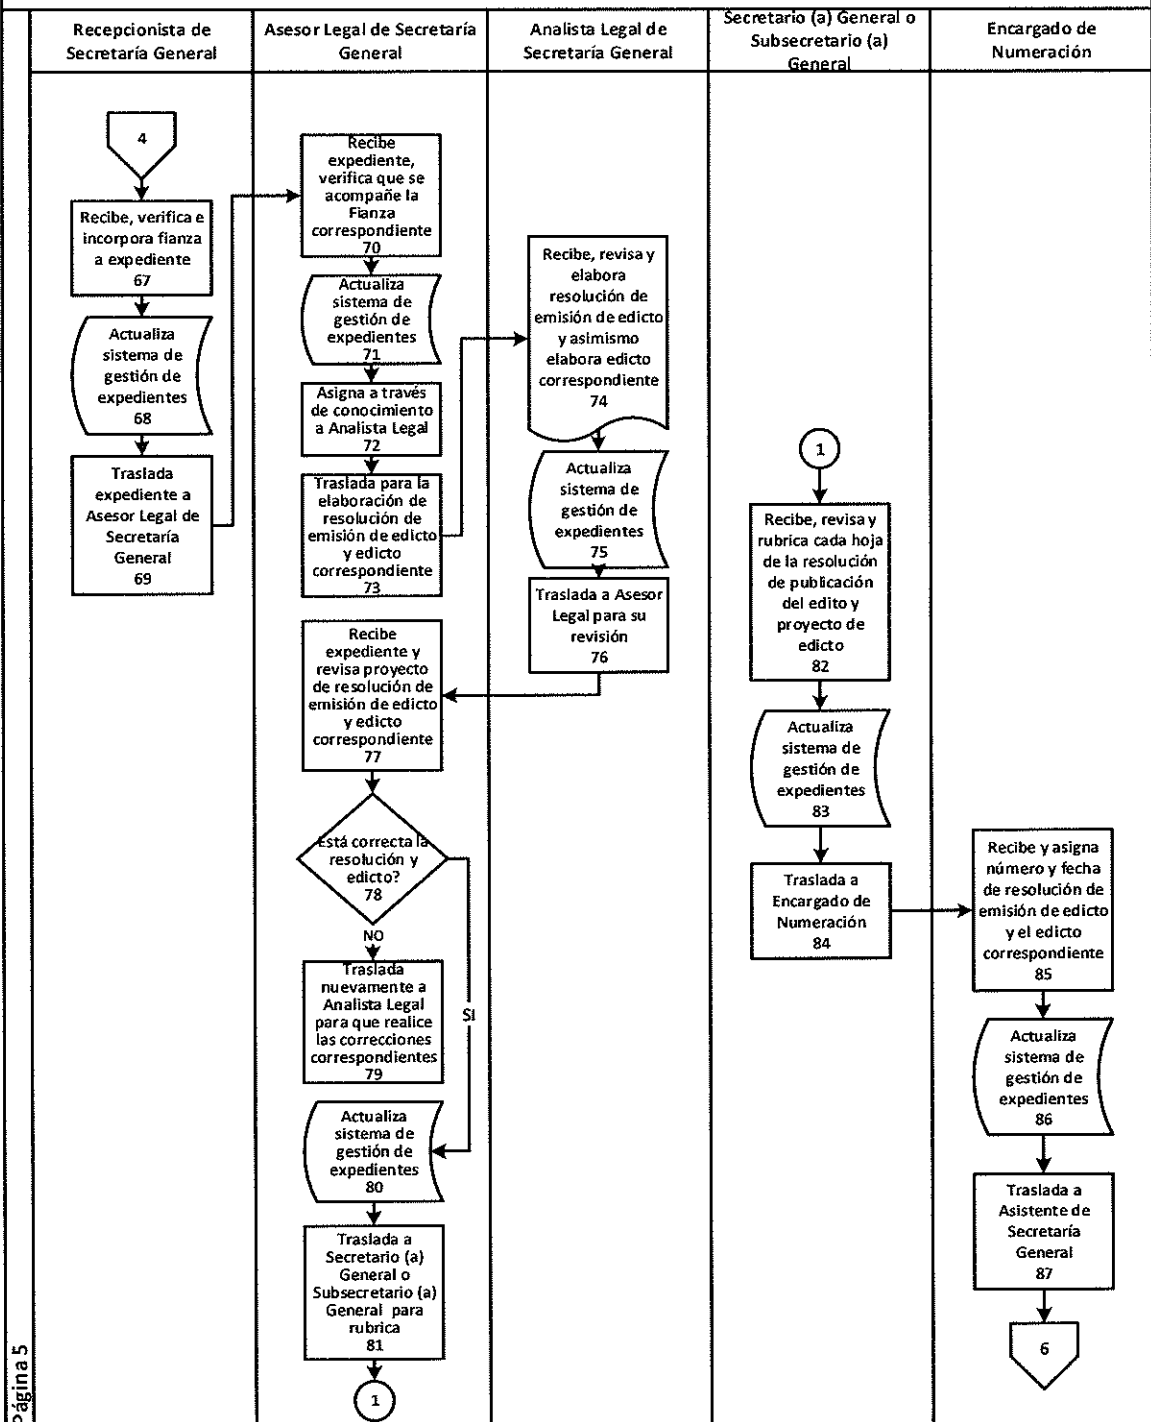 Recepcionista de
Secretaría General
Asesor Legal de Secretaría
General
Analista Legal de
Secretaría General
Secretario (a) General o
Subsecretario (a)
General
Encargado de
Numeración
4
Recibe, verifica e
incorpora fianza
a expediente
67
Actualiza
sistema de
gestión de
expedientes
68
Traslada
expediente a
Asesor Legal de
Secretaría
General
69
Recibe
expediente,
verifica que se
acompañe la
Fianza
correspondiente
70
Actualiza
sistema de
gestión de
expedientes
71
Asigna a través
de conocimiento
a Analista Legal
72
Traslada para la
elaboración de
resolución de
emisión de edicto
y edicto
correspondiente
73
Recibe, revisa y
elabora
resolución de
emisión de edicto
y asimismo
elabora edicto
correspondiente
74
Actualiza
sistema de
gestión de
expedientes
75
Traslada a Asesor
Legal para su
revisión
76
Recibe
expediente y
revisa proyecto
de resolución de
emisión de edicto
y edicto
correspondiente
77
Está correcta la
resolución y
edicto?
78
NO
SI
Traslada
nuevamente a
Analista Legal
para que realice
las correcciones
correspondientes
79
Actualiza
sistema de
gestión de
expedientes
80
Traslada a
Secretario (a)
General o
Subsecretario (a)
General para
rubrica
81
1
1
Recibe, revisa y
rubrica cada hoja
de la resolución
de publicación
del edito y
proyecto de
edicto
82
Actualiza
sistema de
gestión de
expedientes
83
Traslada a
Encargado de
Numeración
84
Recibe y asigna
número y fecha
de resolución de
emisión de edicto
y el edicto
correspondiente
85
Actualiza
sistema de
gestión de
expedientes
86
Traslada a
Asistente de
Secretaría
General
87
6
Página 5